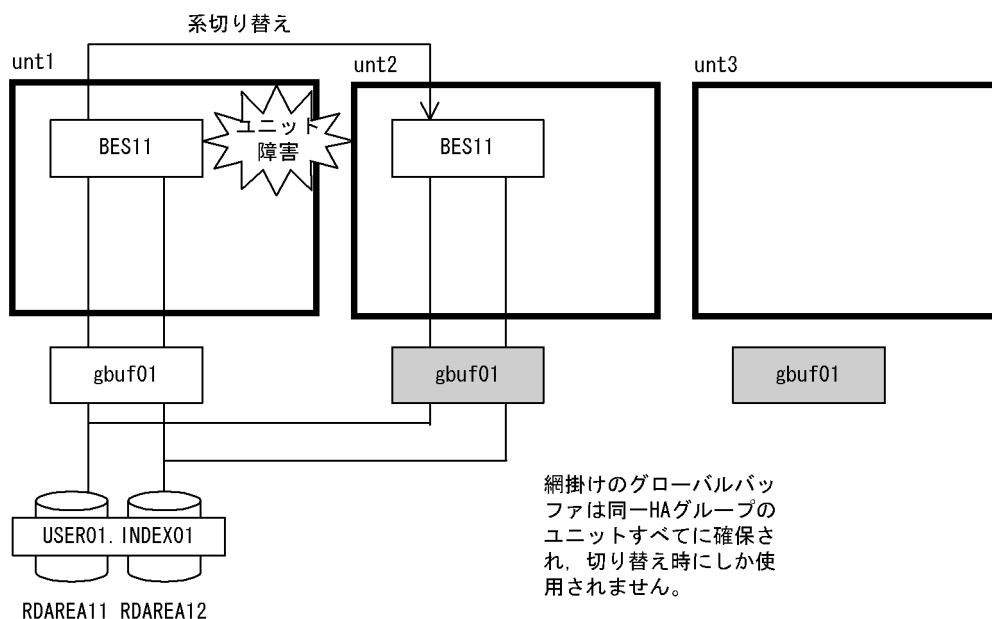 系切り替え
unt1
unt2
unt3
BES11
ユニット
障害
BES11
gbuf01
gbuf01
gbuf01
USER01.INDEX01
RDAREA11 RDAREA12
網掛けのグローバルバッ
ファは同一HAグループの
ユニットすべてに確保さ
れ，切り替え時にしか使
用されません。